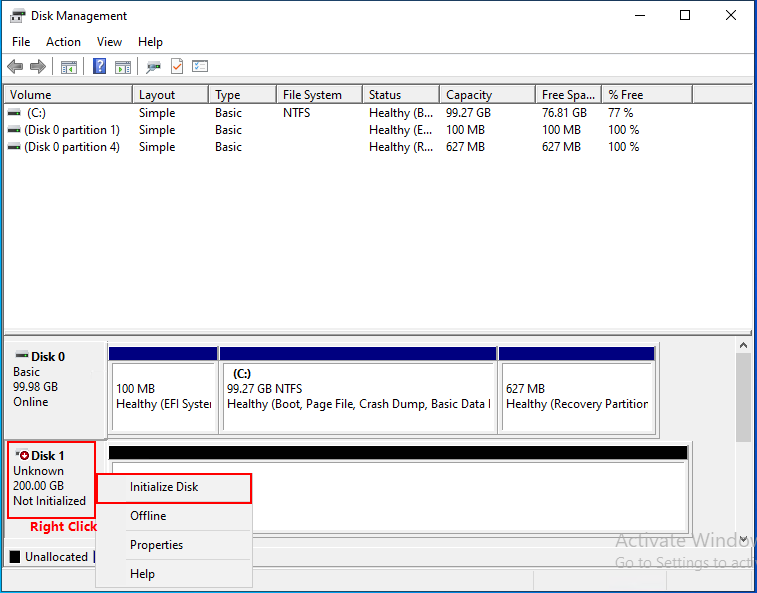 Disk Management
File Action View Help
Volume Layout Type File System Status Capacity Free Spa... % Free
(C:) Simple Basic NTFS Healthy (B... 99.27 GB 76.81 GB 77 %
(Disk 0 partition 1) Simple Basic Healthy (E... 100 MB 100 MB 100 %
(Disk 0 partition 4) Simple Basic Healthy (R... 627 MB 627 MB 100 %
Disk 0
Basic
99.98 GB
Online
100 MB
Healthy (EFI Syster
(C:)
99.27 GB NTFS
Healthy (Boot, Page File, Crash Dump, Basic Data
627 MB
Healthy (Recovery Partition
Disk 1
Unknown
200.00 GB
Not Initialized
Right Click
Initialize Disk
Offline
Properties
Help
Unallocated
Activate Window
Go to Settings to acti